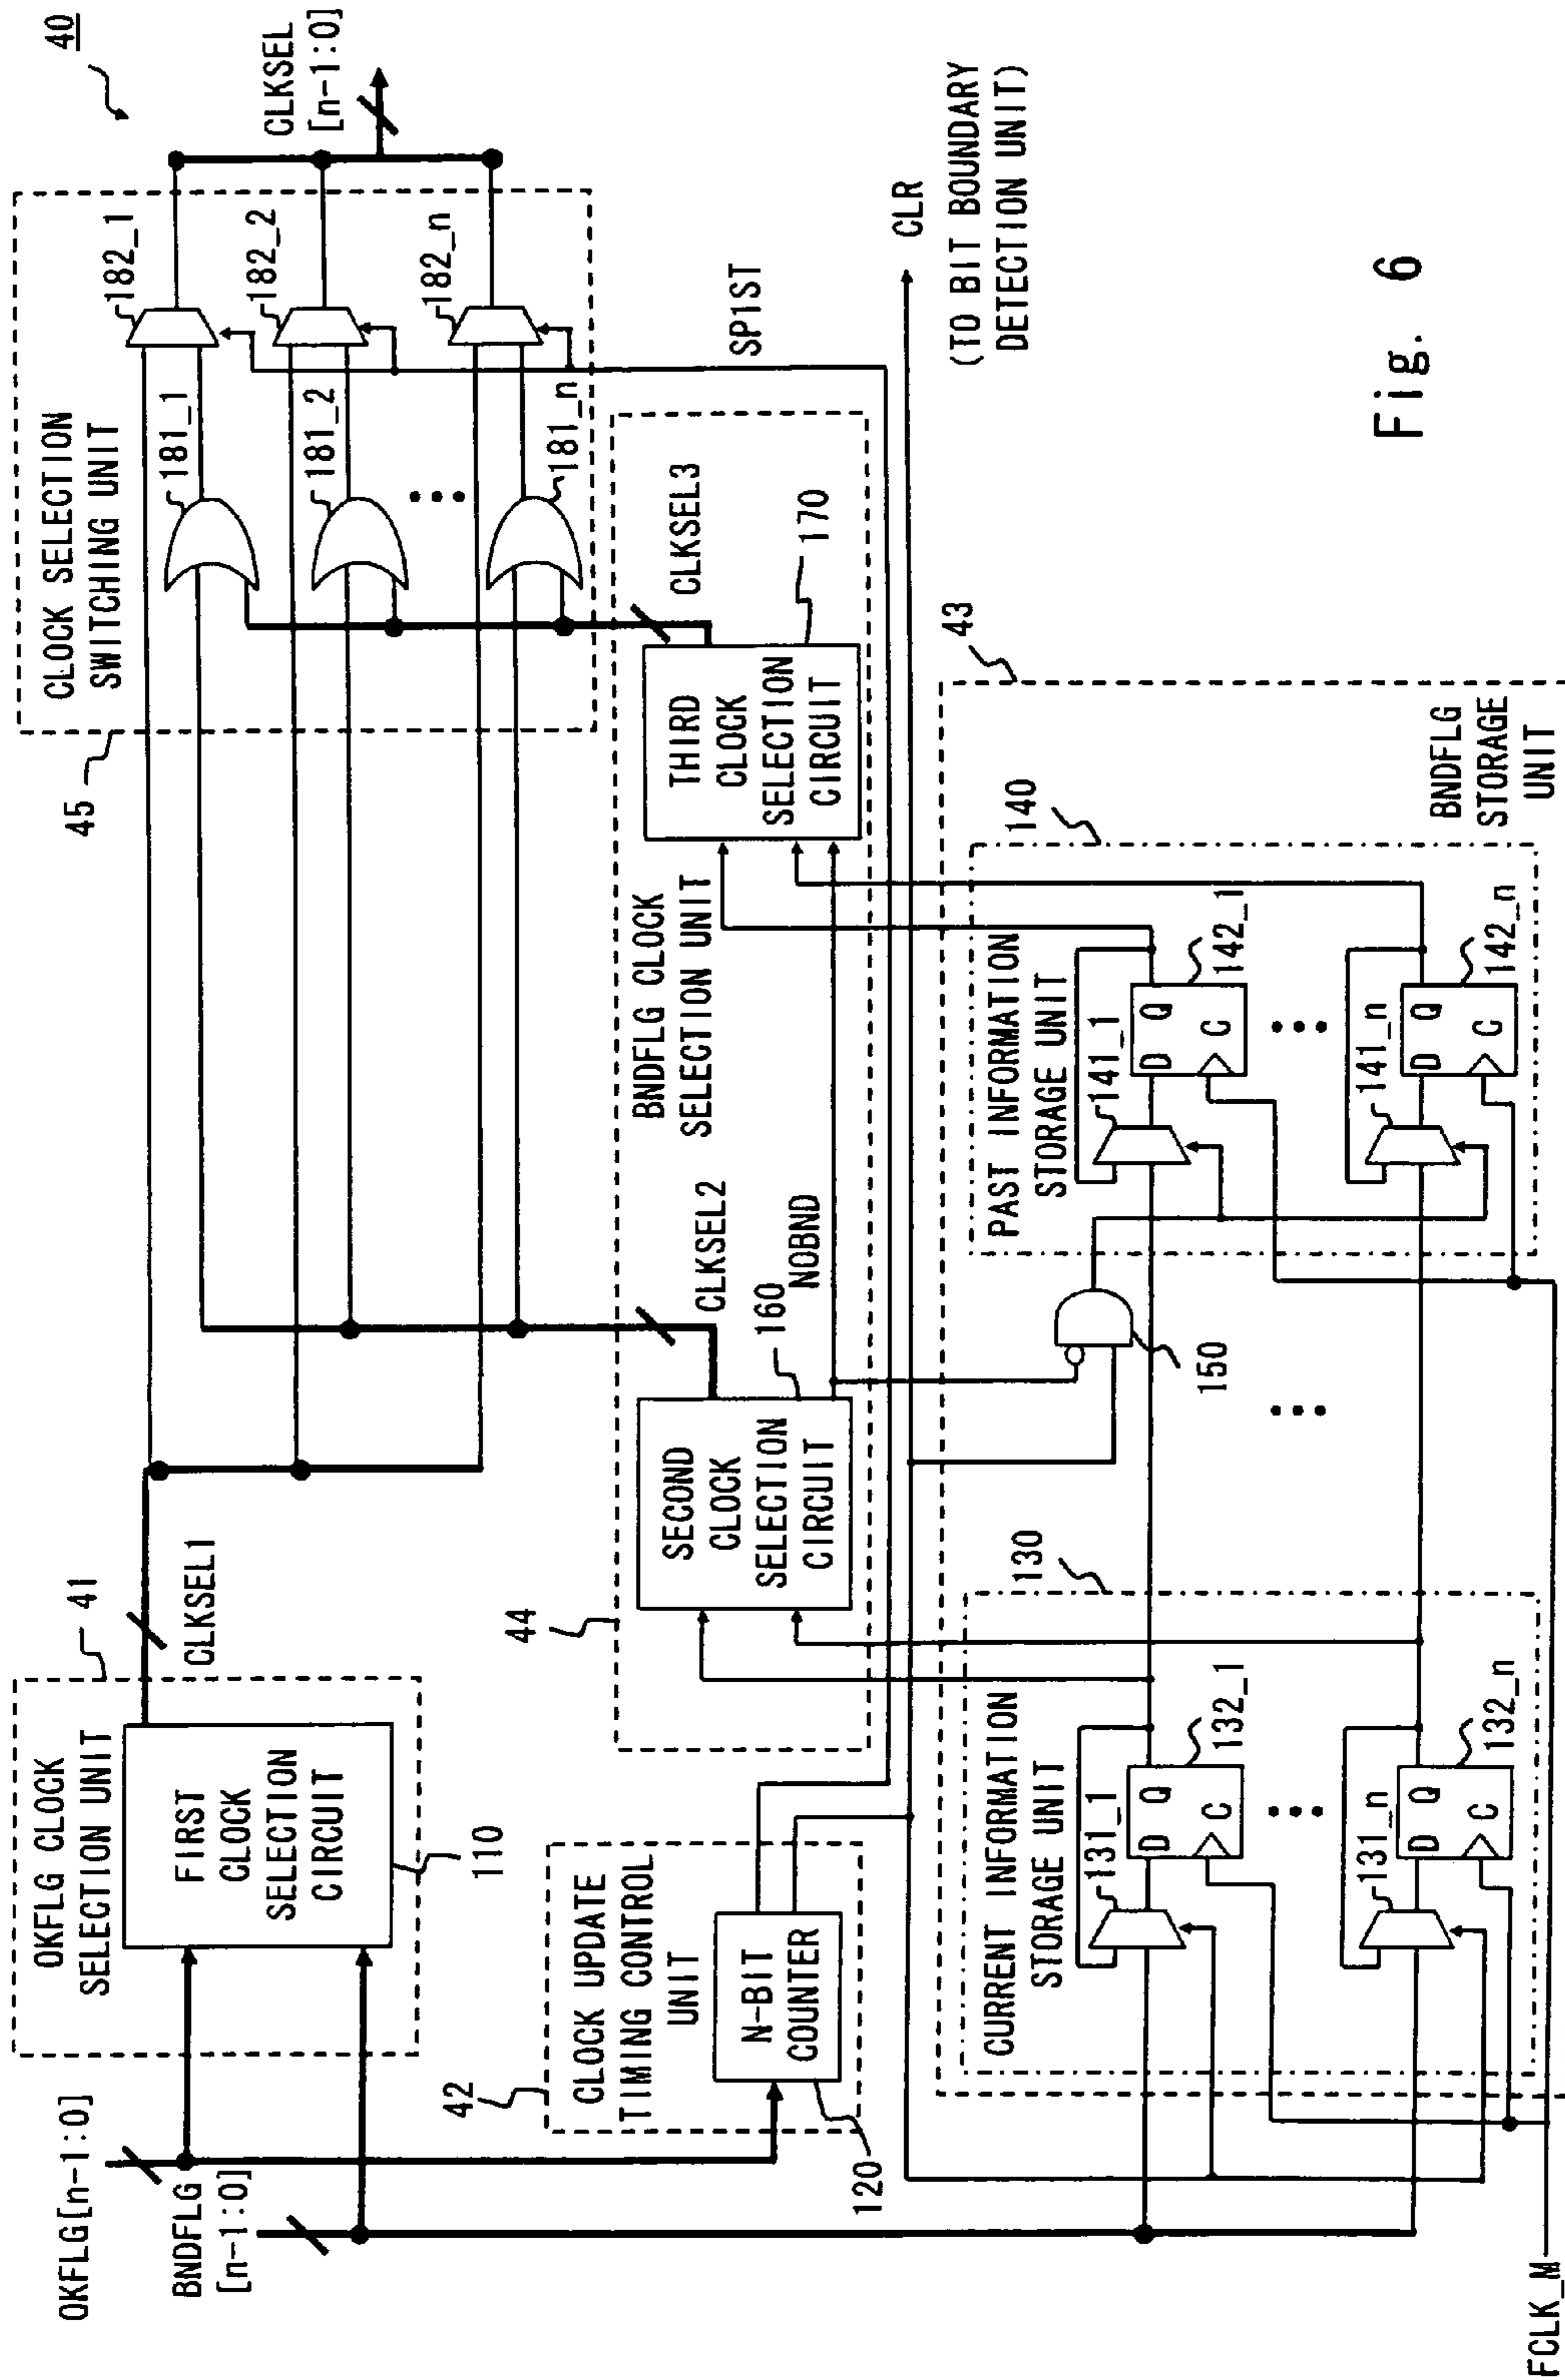 40
OKFLG[n-1:0]
BNDFLG
[n-1:0]
OKFLG CLOCK
SELECTION UNIT
41
FIRST
CLOCK
SELECTION
CIRCUIT
110
CLKSEL1
CLOCK SELECTION
SWITCHING UNIT
45
181_1
181_2
181_n
182_1
182_2
182_n
CLKSEL
[n-1:0]
42
CLOCK UPDATE
TIMING CONTROL
UNIT
N-BIT
COUNTER
120
44
SECOND
CLOCK
SELECTION
CIRCUIT
160
CLKSEL2
NOBND
BNDFLG CLOCK
SELECTION UNIT
THIRD
CLOCK
SELECTION
CIRCUIT
170
CLKSEL3
SP1ST
CLR
(TO BIT BOUNDARY
DETECTION UNIT)
43
BNDFLG
STORAGE
UNIT
130
CURRENT INFORMATION
STORAGE UNIT
131_1
D Q
C
132_1
131_n
D Q
C
132_n
150
140
PAST INFORMATION
STORAGE UNIT
141_1
D Q
C
142_1
141_n
D Q
C
142_n
FCLK_M
Fig. 6